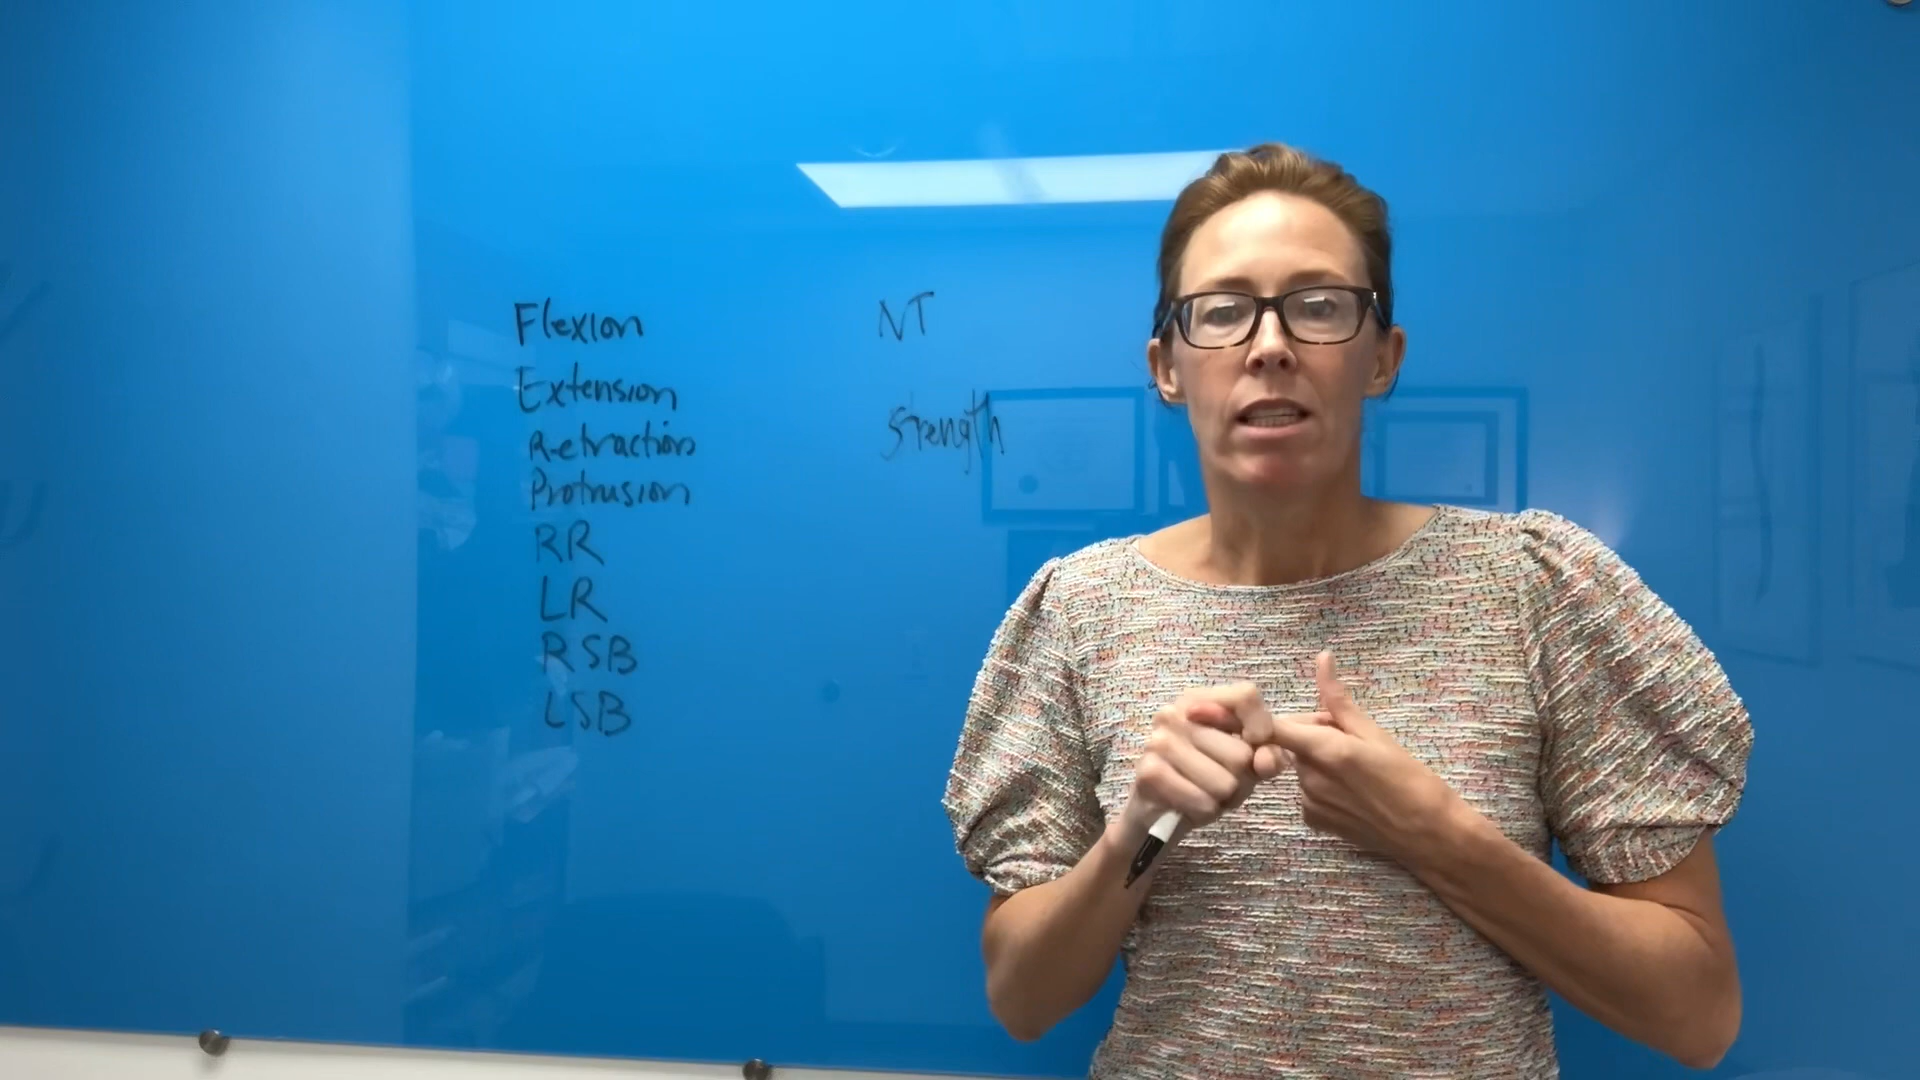 Flexion
Extension
Retraction
Protrusion
RR
LR
RSB
LSB
NT
Strength